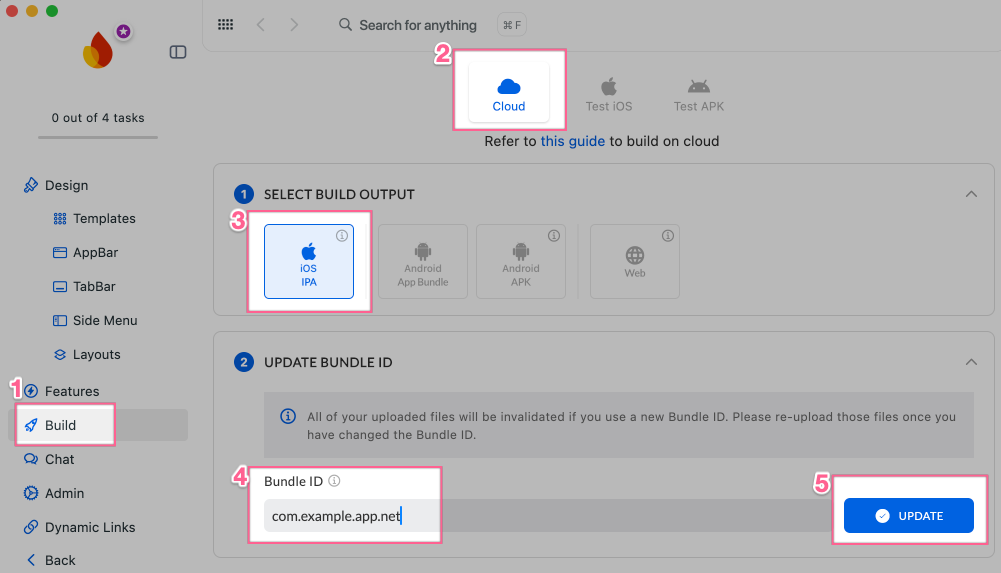 Search for anything
⌘ F
0 out of 4 tasks
Design
Templates
AppBar
TabBar
Side Menu
Layouts
1
Features
Build
Chat
Admin
Dynamic Links
Back
2
Cloud
Test iOS
Test APK
Refer to this guide to build on cloud
1 SELECT BUILD OUTPUT
3
iOS
IPA
Android
App Bundle
Android
APK
Web
2 UPDATE BUNDLE ID
All of your uploaded files will be invalidated if you use a new Bundle ID. Please re-upload those files once you
have changed the Bundle ID.
4
Bundle ID
com.example.app.net
5
UPDATE